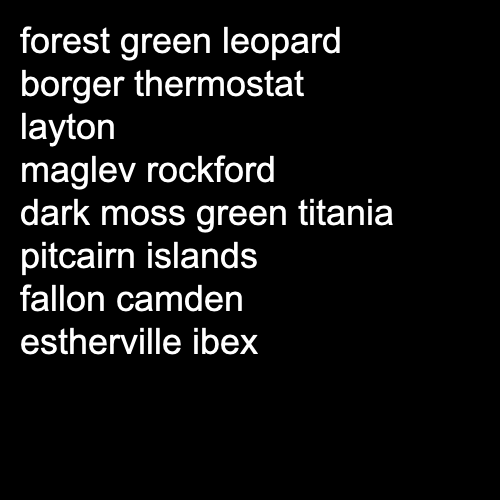 forest green leopard
borger thermostat
layton
maglev rockford
dark moss green titania
pitcairn islands
fallon camden
estherville ibex